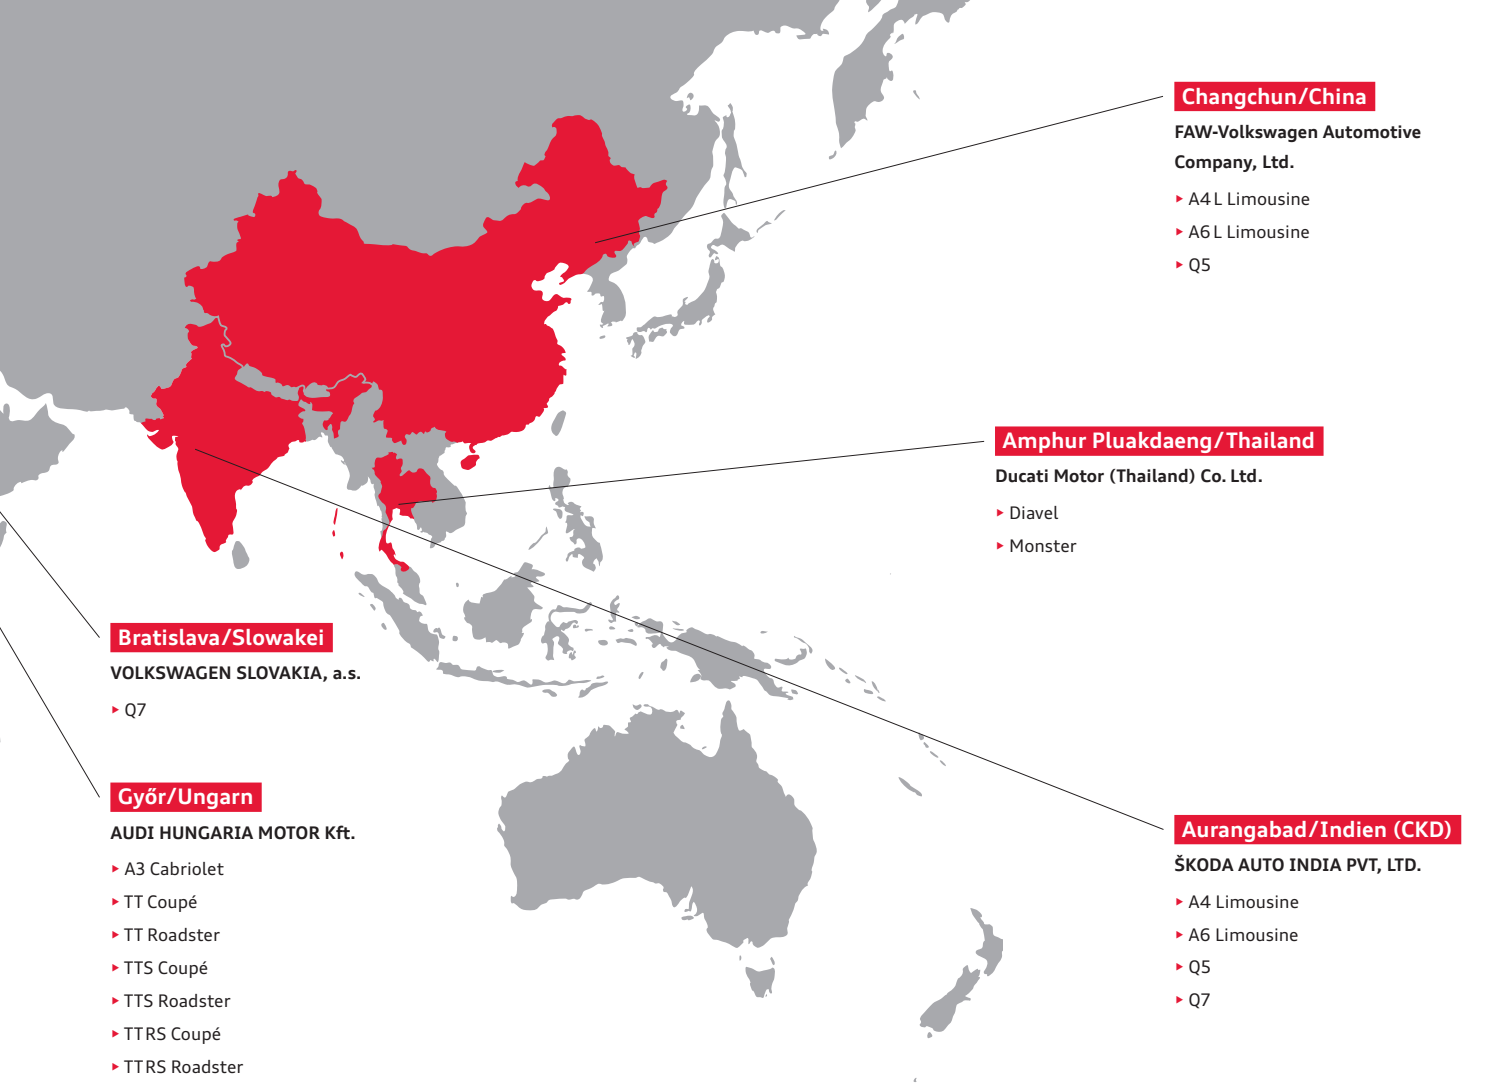 Changchun/China
FAW-Volkswagen Automotive
Company, Ltd.
▸ A4 L Limousine
▸ A6 L Limousine
▸ Q5
Amphur Pluakdaeng/Thailand
Ducati Motor (Thailand) Co. Ltd.
▸ Diavel
▸ Monster
Bratislava/Slowakei
VOLKSWAGEN SLOVAKIA, a.s.
▸ Q7
Győr/Ungarn
AUDI HUNGARIA MOTOR Kft.
▸ A3 Cabriolet
▸ TT Coupé
▸ TT Roadster
▸ TTS Coupé
▸ TTS Roadster
▸ TT RS Coupé
▸ TT RS Roadster
Aurangabad/Indien (CKD)
ŠKODA AUTO INDIA PVT, LTD.
▸ A4 Limousine
▸ A6 Limousine
▸ Q5
▸ Q7